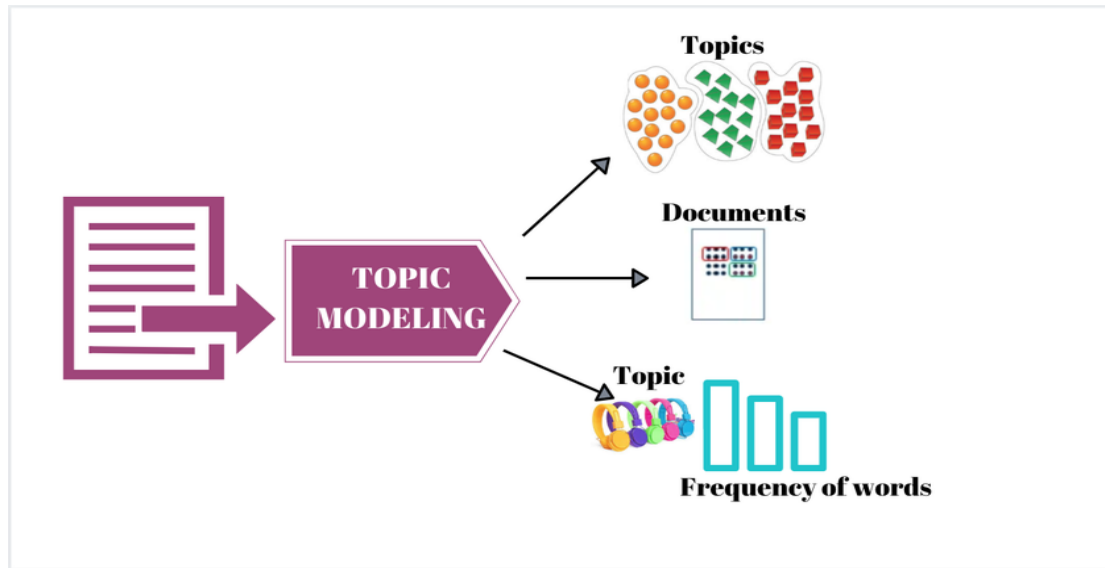 Topics
Documents
TOPIC
MODELING
Topic
Frequency of words